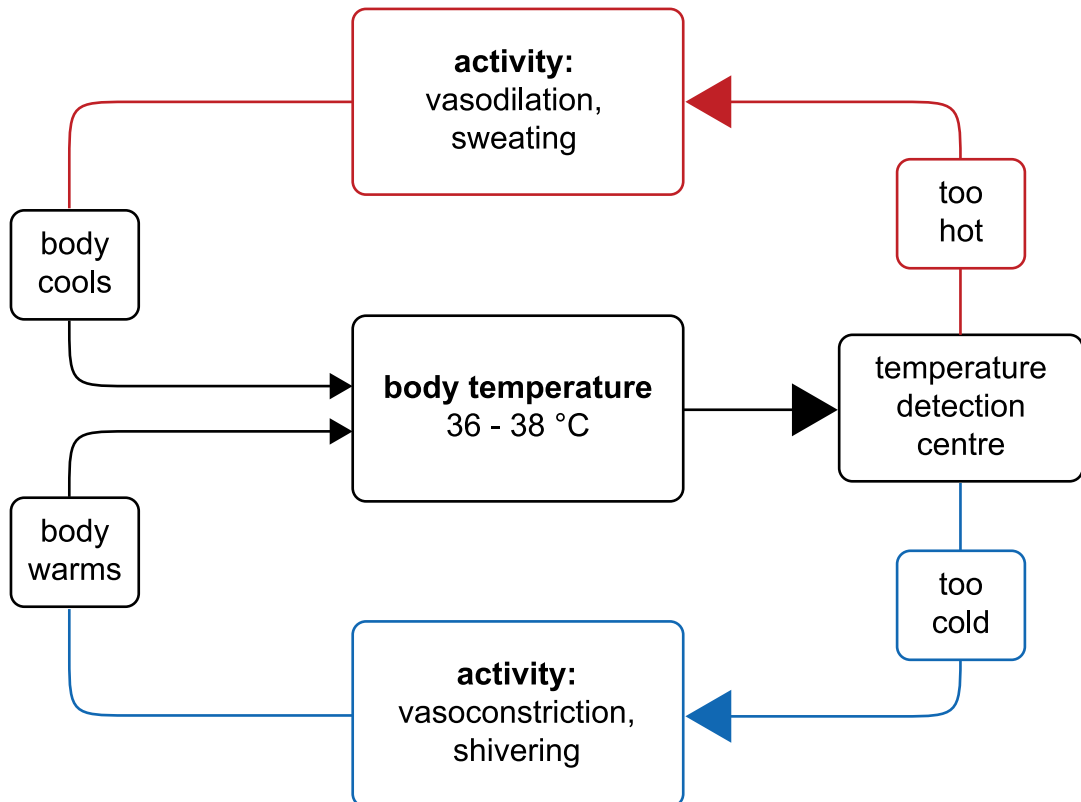 activity:
vasodilation,
sweating
too
hot
body
cools
body temperature
36 - 38 °C
temperature
detection
centre
body
warms
too
cold
activity:
vasoconstriction,
shivering